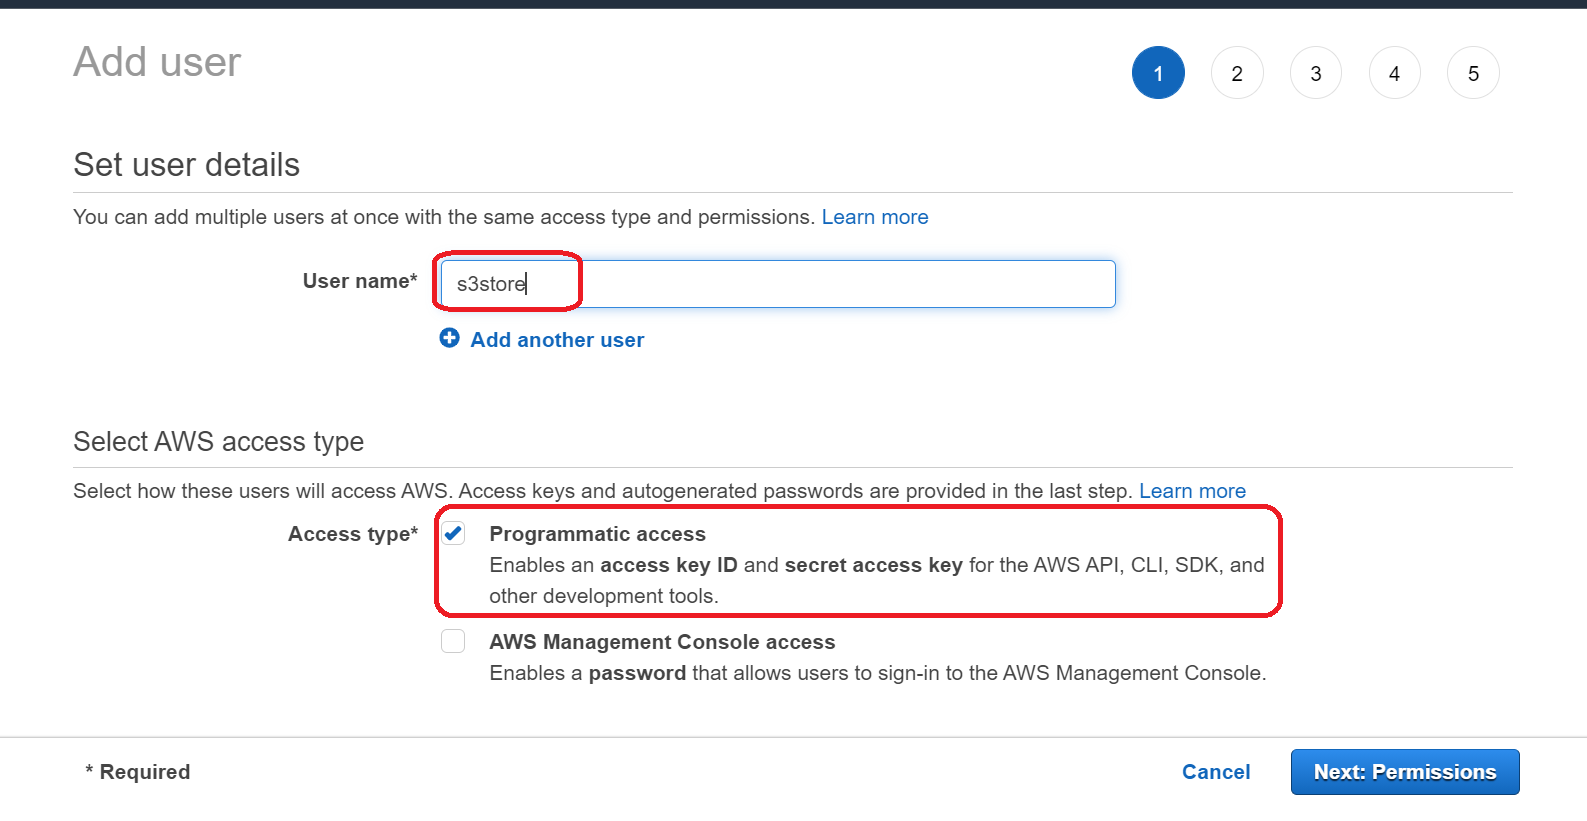 Add user
1 2 3 4 5
Set user details
You can add multiple users at once with the same access type and permissions. Learn more
User name* s3store
Add another user
Select AWS access type
Select how these users will access AWS. Access keys and autogenerated passwords are provided in the last step. Learn more
Access type* Programmatic access
Enables an access key ID and secret access key for the AWS API, CLI, SDK, and
other development tools.
AWS Management Console access
Enables a password that allows users to sign-in to the AWS Management Console.
* Required Cancel Next: Permissions